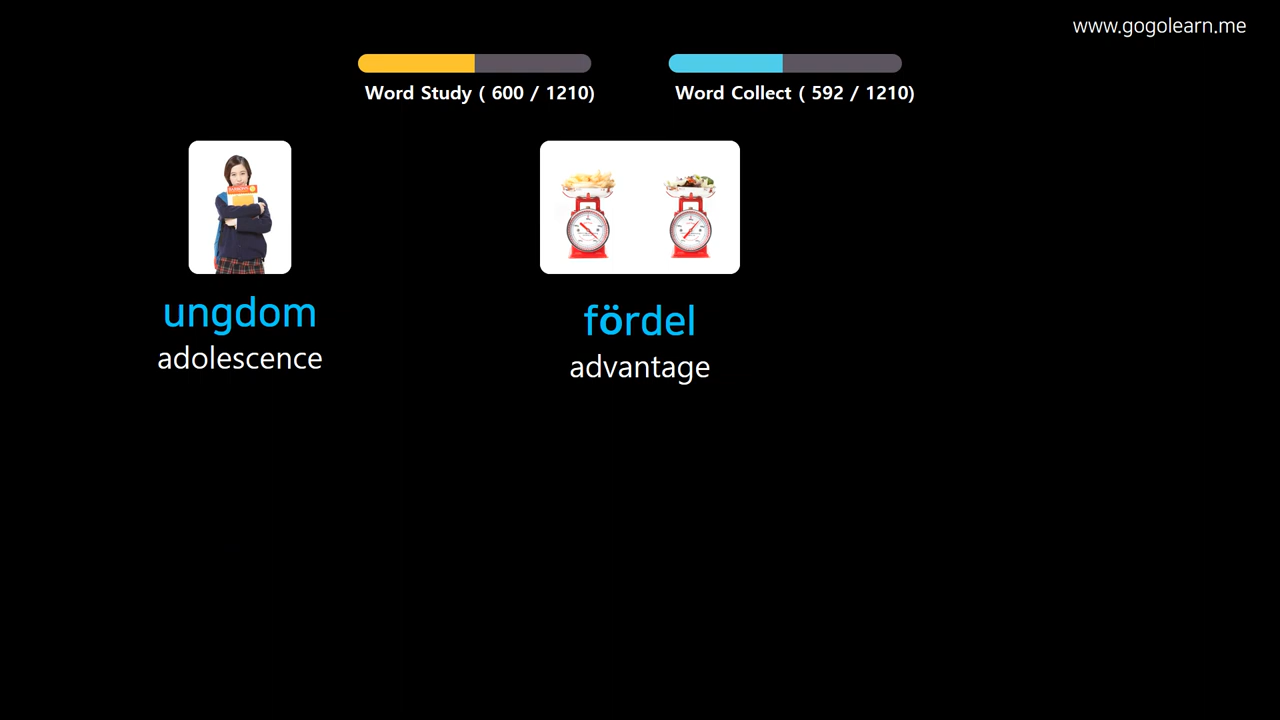 www.gogolearn.me
Word Study ( 600 / 1210)
Word Collect ( 592 / 1210)
ungdom
adolescence
fördel
advantage